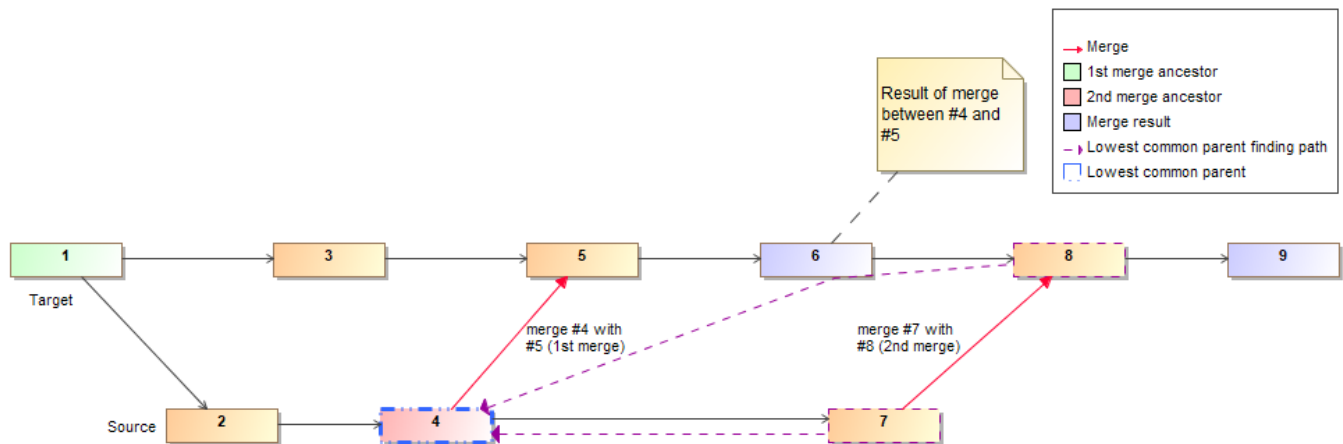 Merge
1st merge ancestor
2nd merge ancestor
Merge result
Lowest common parent finding path
Lowest common parent
Result of merge
between #4 and
#5
1
3
5
6
8
9
Target
merge #4 with
#5 (1st merge)
merge #7 with
#8 (2nd merge)
Source
2
4
7